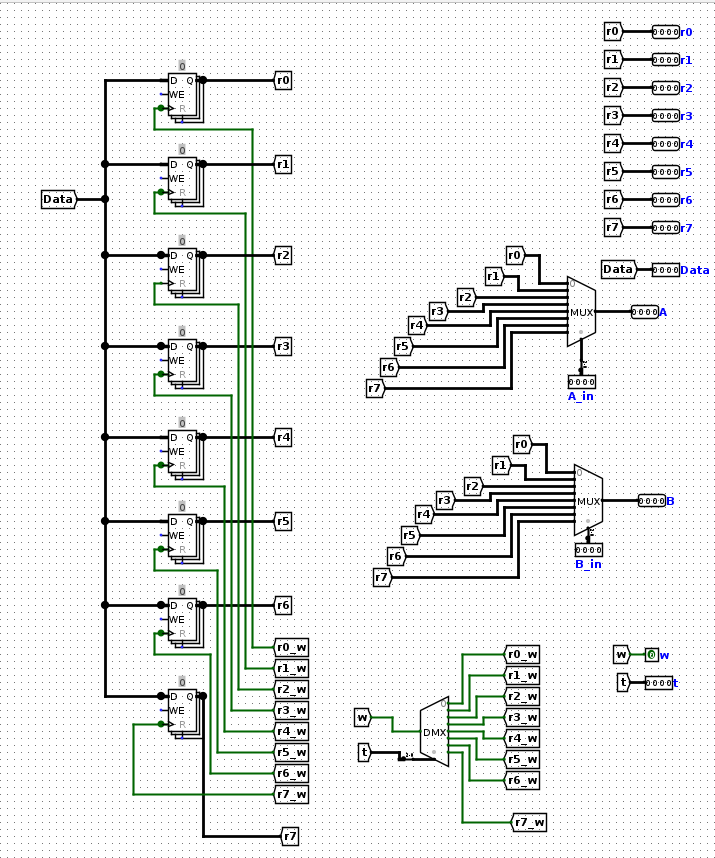 r0 0000 r0
r1 0000 r1
r2 0000 r2
r3 0000 r3
r4 0000 r4
r5 0000 r5
r6 0000 r6
r7 0000 r7
Data 0000 Data
0
D Q r0
WE
R
0
D Q r1
WE
R
Data
0
D Q r2
WE
R
0
D Q r3
WE
R
0
D Q r4
WE
R
0
D Q r5
WE
R
0
D Q r6
WE
R
0
D Q
WE
R
r0_w
r1_w
r2_w
r3_w
r4_w
r5_w
r6_w
r7_w
r7
r0
r1
r2
r3
r4
r5
r6
r7
0
MUX 0000 A
e
0000
A_in
r0
r1
r2
r3
r4
r5
r6
r7
0
MUX 0000 B
0000
B_in
w
t
0
DMX
e
r0_w
r1_w
r2_w
r3_w
r4_w
r5_w
r6_w
r7_w
w 0 w
t 0000 t